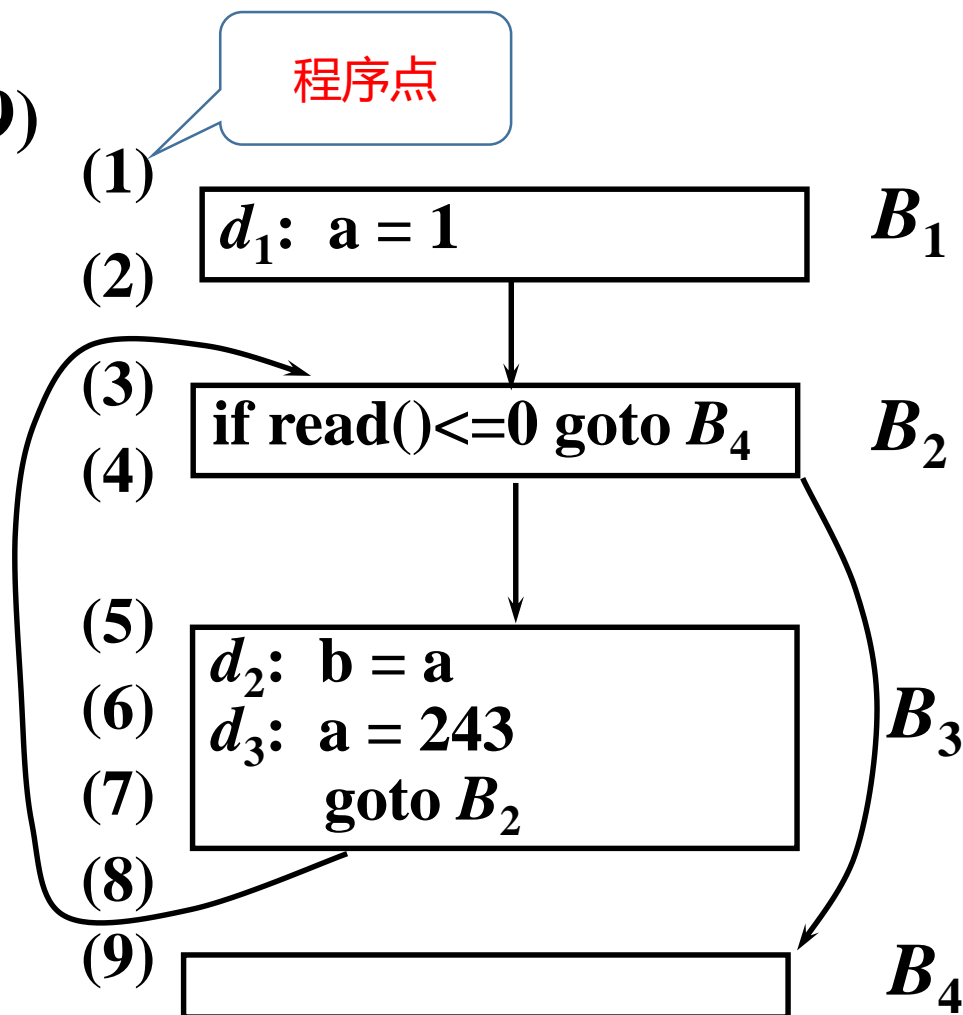 程序点
)
(1)
d₁: a = 1
B₁
(2)
(3)
if read()<=0 goto B₄
B₂
(4)
(5)
d₂: b = a
(6)
d₃: a = 243
B₃
(7)
goto B₂
(8)
(9)
B₄